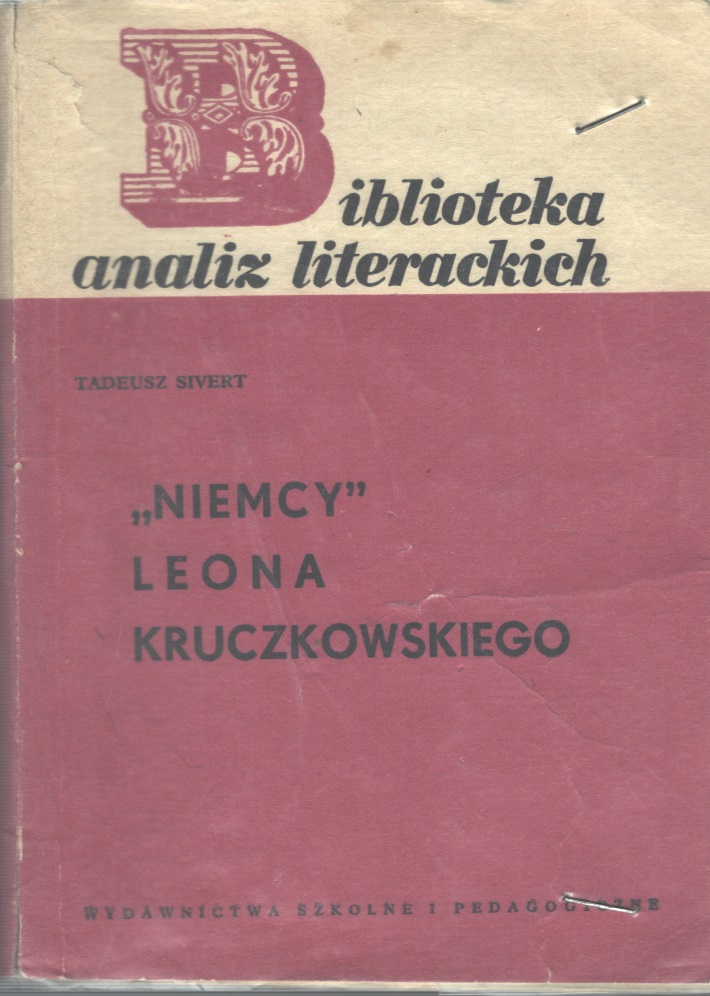 Biblioteka
analiz literackich
TADEUSZ SIVERT
„NIEMCY”
LEONA
KRUCZKOWSKIEGO
WYDAWNICTWA SZKOLNE I PEDAGOGICZNE